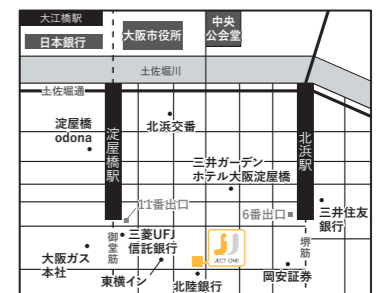 大江橋駅
日本銀行
大阪市役所
中央
公会堂
土佐堀川
土佐堀通
淀屋橋
odona
淀屋橋駅
北浜交番
北浜駅
三井ガーデン
ホテル大阪淀屋橋
11番出口
6番出口
三井住友
銀行
御堂筋
三菱UFJ
信託銀行
JECT ONE
堺筋
大阪ガス
本社
東横イン
北陸銀行
岡安証券